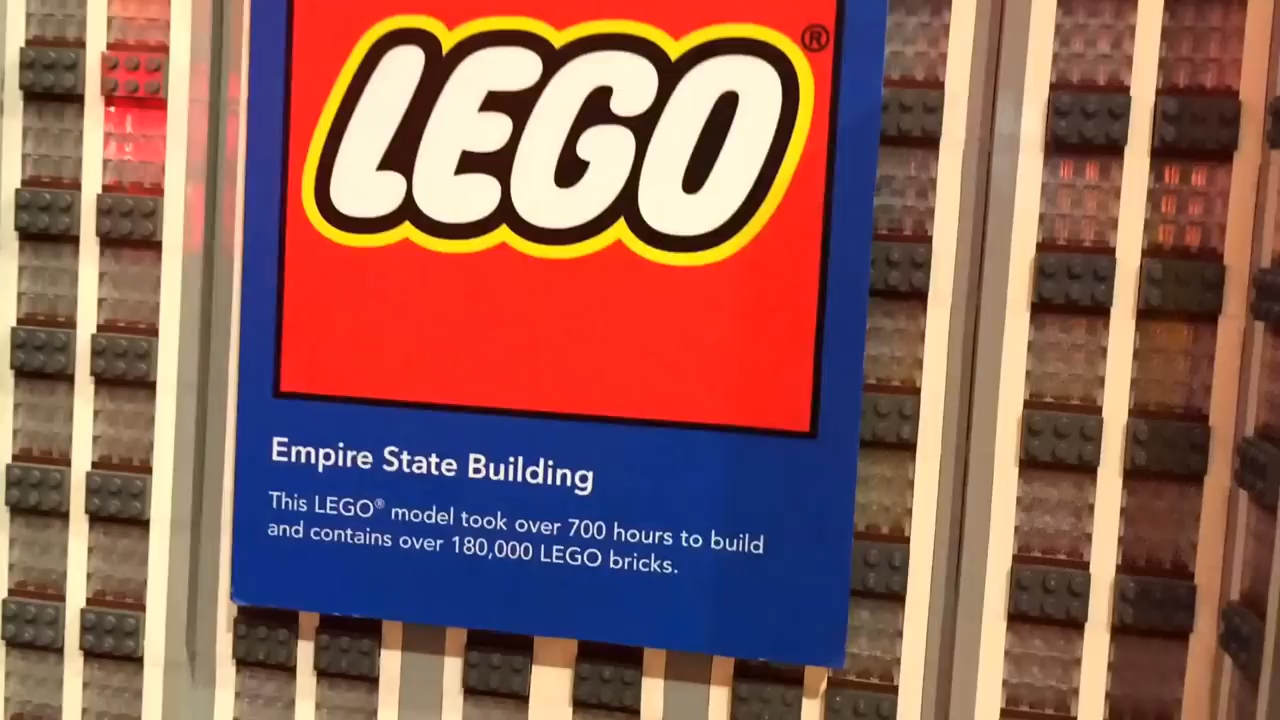 LEGO®
Empire State Building
This LEGO® model took over 700 hours to build
and contains over 180,000 LEGO bricks.